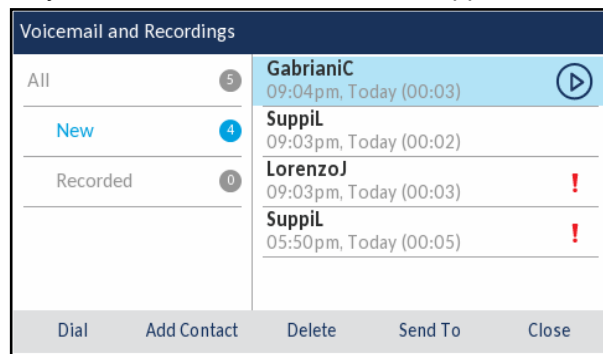 Voicemail and Recordings
All 5
New 4
Recorded 0
GabrianiC
09:04pm, Today (00:03)
SuppiL
09:03pm, Today (00:02)
LorenzoJ
09:03pm, Today (00:03)
!
SuppiL
05:50pm, Today (00:05)
!
Dial Add Contact Delete Send To Close